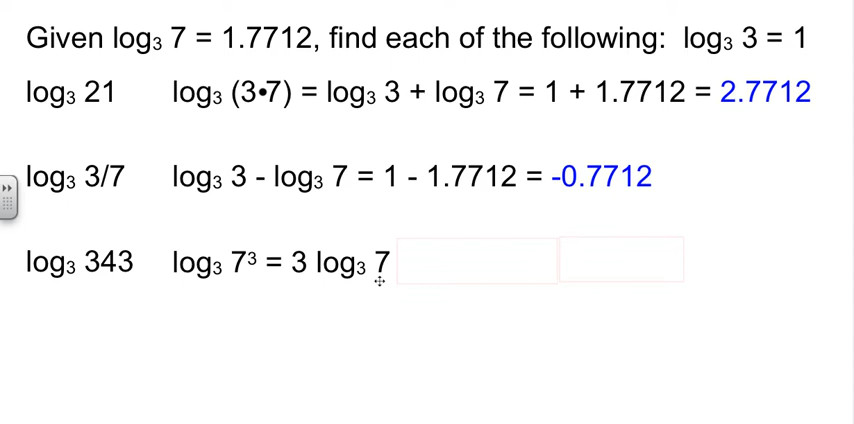 Given log₃ 7 = 1.7712, find each of the following:  log₃ 3 = 1
log₃ 21 log₃ (3•7) = log₃ 3 + log₃ 7 = 1 + 1.7712 = 2.7712
log₃ 3/7 log₃ 3 - log₃ 7 = 1 - 1.7712 = -0.7712
log₃ 343 log₃ 7³ = 3 log₃ 7